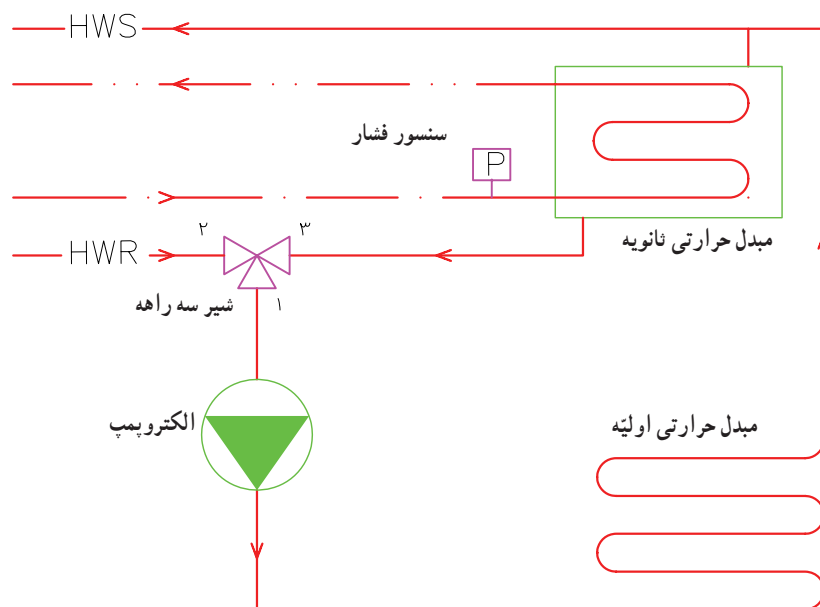 HWS
سنسور فشار
P
۲
۳
HWR
مبدل حرارتی ثانویه
شیر سه راهه
۱
الکتروپمپ
مبدل حرارتی اولیّه